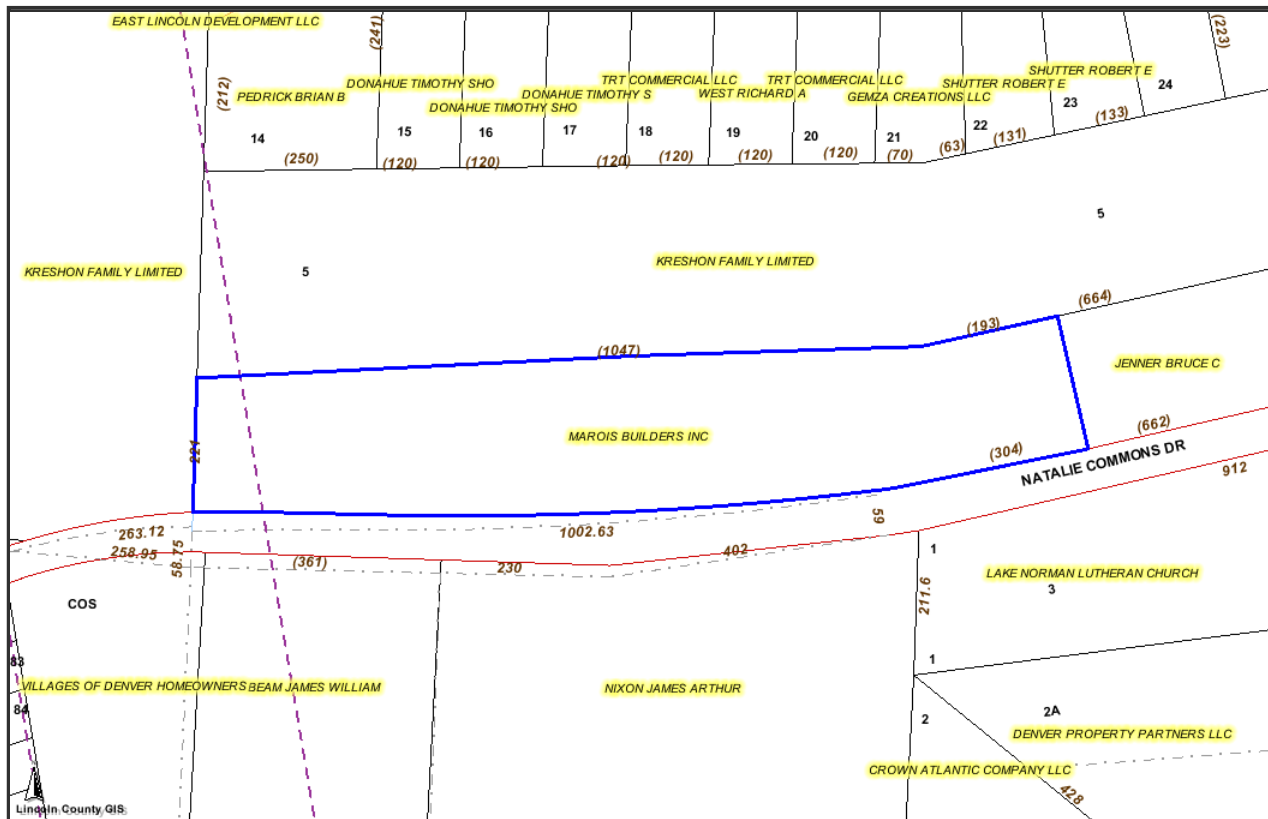 EAST LINCOLN DEVELOPMENT LLC
(241)
(223)
(212)
PEDRICK BRIAN B
DONAHUE TIMOTHY SHO
DONAHUE TIMOTHY SHO
DONAHUE TIMOTHY S
TRT COMMERCIAL LLC
WEST RICHARD A
TRT COMMERCIAL LLC
GEMZA CREATIONS LLC
SHUTTER ROBERT E
SHUTTER ROBERT E
14
15
16
17
18
19
20
21
22
23
24
(250)
(120)
(120)
(120)
(120)
(120)
(120)
(70)
(63)
(131)
(133)
KRESHON FAMILY LIMITED
5
KRESHON FAMILY LIMITED
5
(1047)
(193)
(664)
JENNER BRUCE C
221
MAROIS BUILDERS INC
(304)
(662)
NATALIE COMMONS DR
912
263.12
258.95
58.75
1002.63
59
(361)
230
402
COS
1
LAKE NORMAN LUTHERAN CHURCH
3
211.6
1
83
84
VILLAGES OF DENVER HOMEOWNERS
BEAM JAMES WILLIAM
NIXON JAMES ARTHUR
2
2A
DENVER PROPERTY PARTNERS LLC
CROWN ATLANTIC COMPANY LLC
428
Lincoln County GIS